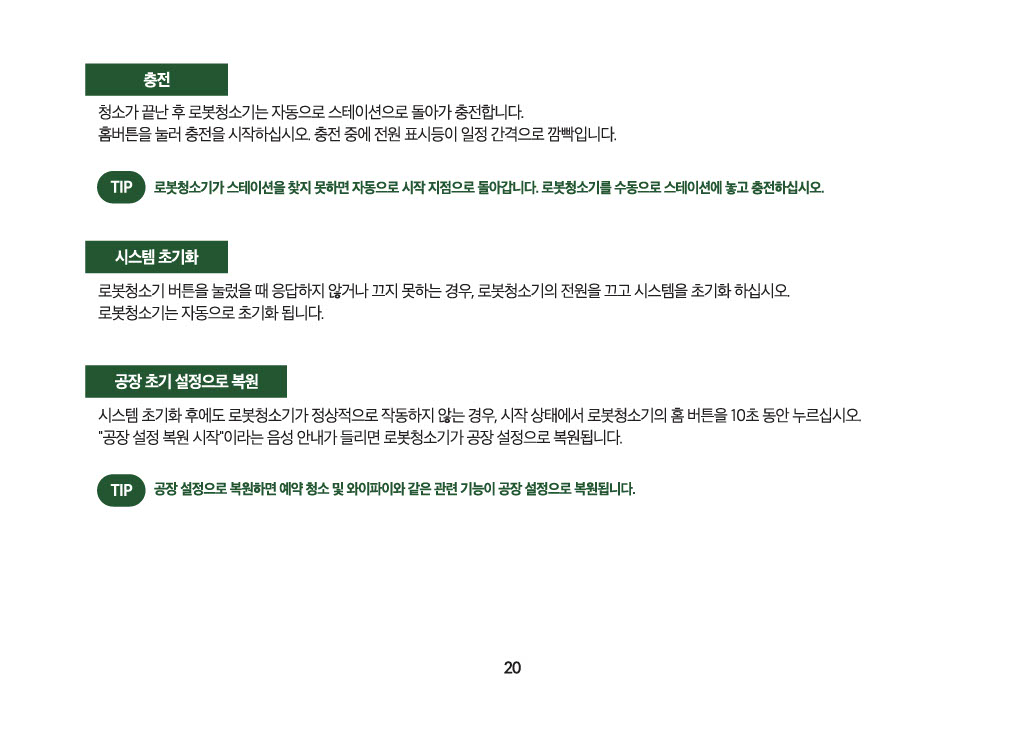 충전
청소가 끝난 후 로봇청소기는 자동으로 스테이션으로 돌아가 충전합니다.
홈버튼을 눌러 충전을 시작하십시오. 충전 중에 전원 표시등이 일정 간격으로 깜빡입니다.
TIP 로봇청소기가 스테이션을 찾지 못하면 자동으로 시작 지점으로 돌아갑니다. 로봇청소기를 수동으로 스테이션에 놓고 충전하십시오.
시스템 초기화
로봇청소기 버튼을 눌렀을 때 응답하지 않거나 끄지 못하는 경우, 로봇청소기의 전원을 끄고 시스템을 초기화 하십시오.
로봇청소기는 자동으로 초기화 됩니다.
공장 초기 설정으로 복원
시스템 초기화 후에도 로봇청소기가 정상적으로 작동하지 않는 경우, 시작 상태에서 로봇청소기의 홈 버튼을 10초 동안 누르십시오.
"공장 설정 복원 시작"이라는 음성 안내가 들리면 로봇청소기가 공장 설정으로 복원됩니다.
TIP 공장 설정으로 복원하면 예약 청소 및 와이파이와 같은 관련 기능이 공장 설정으로 복원됩니다.
20